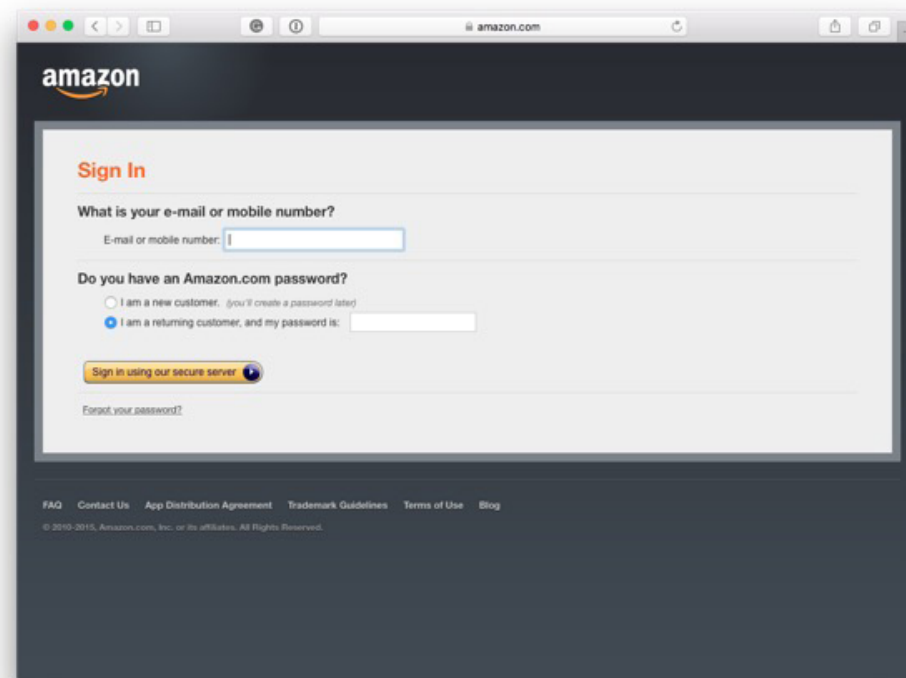 amazon.com
amazon
Sign In
What is your e-mail or mobile number?
E-mail or mobile number:
Do you have an Amazon.com password?
I am a new customer. (you'll create a password later)
I am a returning customer, and my password is:
Sign in using our secure server
Forgot your password?
FAQ Contact Us App Distribution Agreement Trademark Guidelines Terms of Use Blog
© 2010-2015, Amazon.com, Inc. or its affiliates. All Rights Reserved.